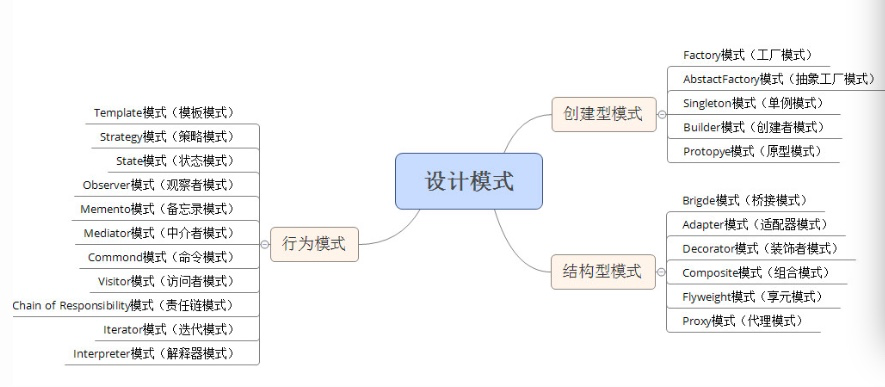 设计模式
创建型模式
Factory模式（工厂模式）
AbstactFactory模式（抽象工厂模式）
Singleton模式（单例模式）
Builder模式（创建者模式）
Protopye模式（原型模式）
结构型模式
Brigde模式（桥接模式）
Adapter模式（适配器模式）
Decorator模式（装饰者模式）
Composite模式（组合模式）
Flyweight模式（享元模式）
Proxy模式（代理模式）
行为模式
Template模式（模板模式）
Strategy模式（策略模式）
State模式（状态模式）
Observer模式（观察者模式）
Memento模式（备忘录模式）
Mediator模式（中介者模式）
Commond模式（命令模式）
Visitor模式（访问者模式）
Chain of Responsibility模式（责任链模式）
Iterator模式（迭代模式）
Interpreter模式（解释器模式）